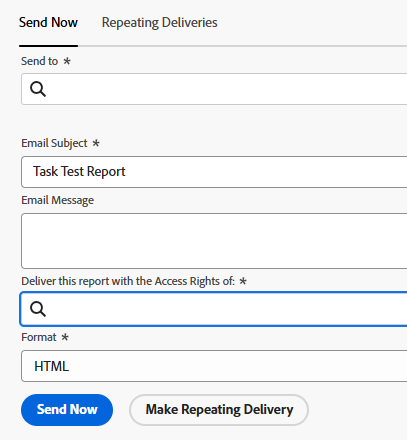 Send Now Repeating Deliveries
Send to *
Email Subject *
Task Test Report
Email Message
Deliver this report with the Access Rights of: *
Format *
HTML
Send Now Make Repeating Delivery